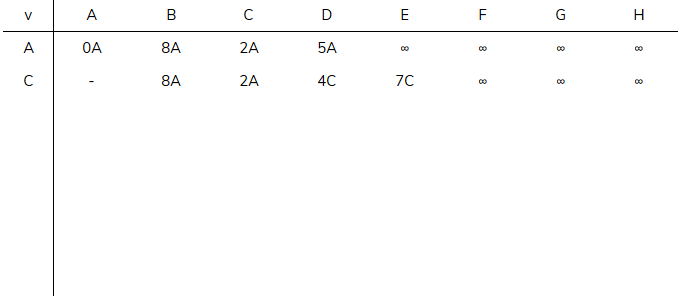 v A B C D E F G H
A 0A 8A 2A 5A ∞ ∞ ∞ ∞
C - 8A 2A 4C 7C ∞ ∞ ∞